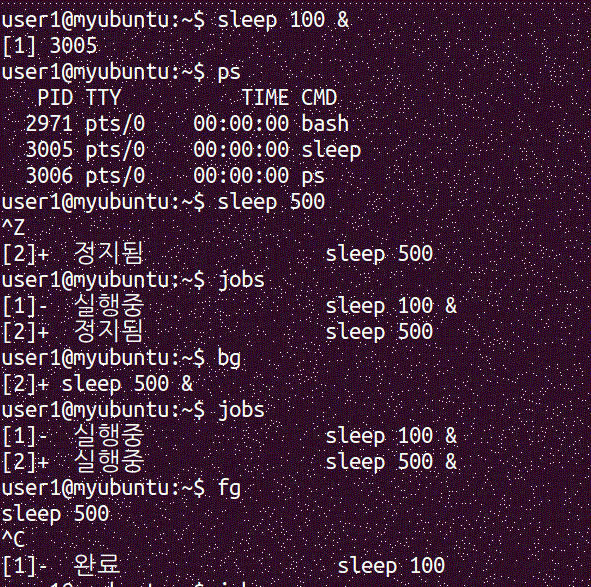 user1@myubuntu:~$ sleep 100 &
[1] 3005
user1@myubuntu:~$ ps
PID TTY TIME CMD
2971 pts/0 00:00:00 bash
3005 pts/0 00:00:00 sleep
3006 pts/0 00:00:00 ps
user1@myubuntu:~$ sleep 500
^Z
[2]+ 정지됨 sleep 500
user1@myubuntu:~$ jobs
[1]- 실행중 sleep 100 &
[2]+ 정지됨 sleep 500
user1@myubuntu:~$ bg
[2]+ sleep 500 &
user1@myubuntu:~$ jobs
[1]- 실행중 sleep 100 &
[2]+ 실행중 sleep 500 &
user1@myubuntu:~$ fg
sleep 500
^C
[1]- 완료 sleep 100